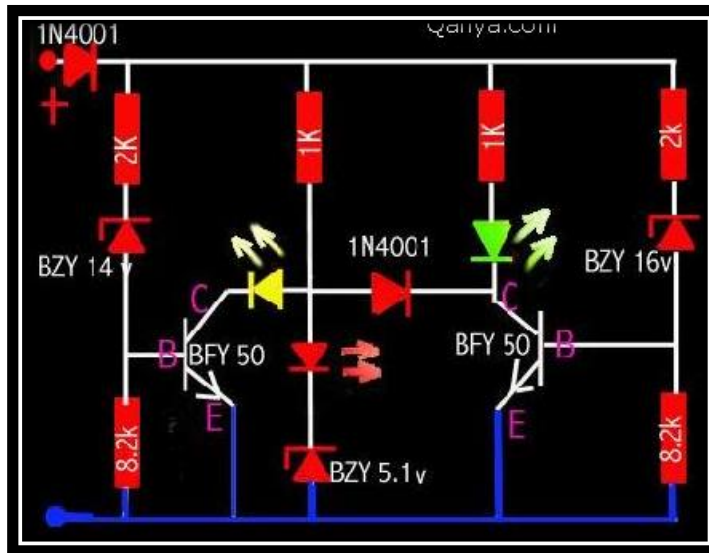 1N4001
+
2K
1K
1K
2k
BZY 14 v
1N4001
BZY 16v
C
C
B
BFY 50
BFY 50
B
E
E
8.2k
BZY 5.1v
8.2k